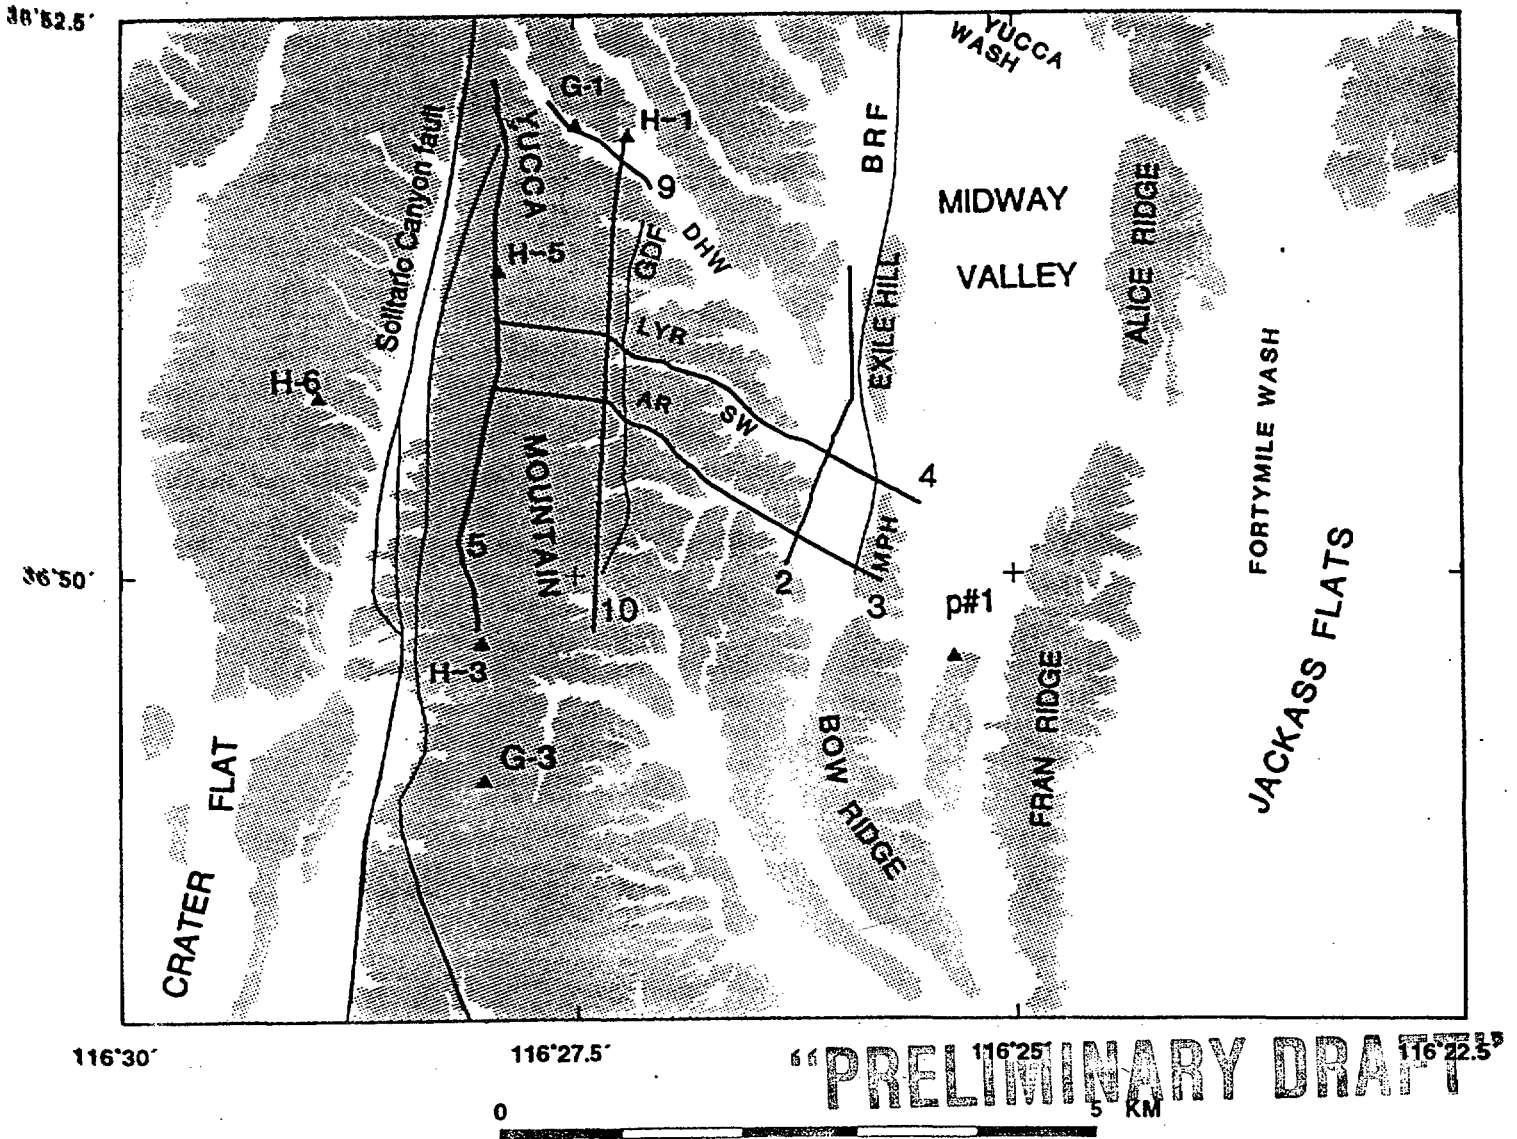 36°52.5′
YUCCA
WASH
G-1
H-1
BRF
Solitario Canyon fault
YUCCA
9
MIDWAY
ALICE RIDGE
DHW
GDF
H-5
VALLEY
EXILE HILL
LYR
FORTYMILE WASH
H-6
AR
SW
MOUNTAIN
4
5
MPH
JACKASS FLATS
36°50′
2
3
10
p#1
H-3
FRAN RIDGE
BOW
RIDGE
G-3
FLAT
CRATER
116°30′
116°27.5′
116°25′
116°22.5′
"PRELIMINARY DRAFT"
0
5 KM